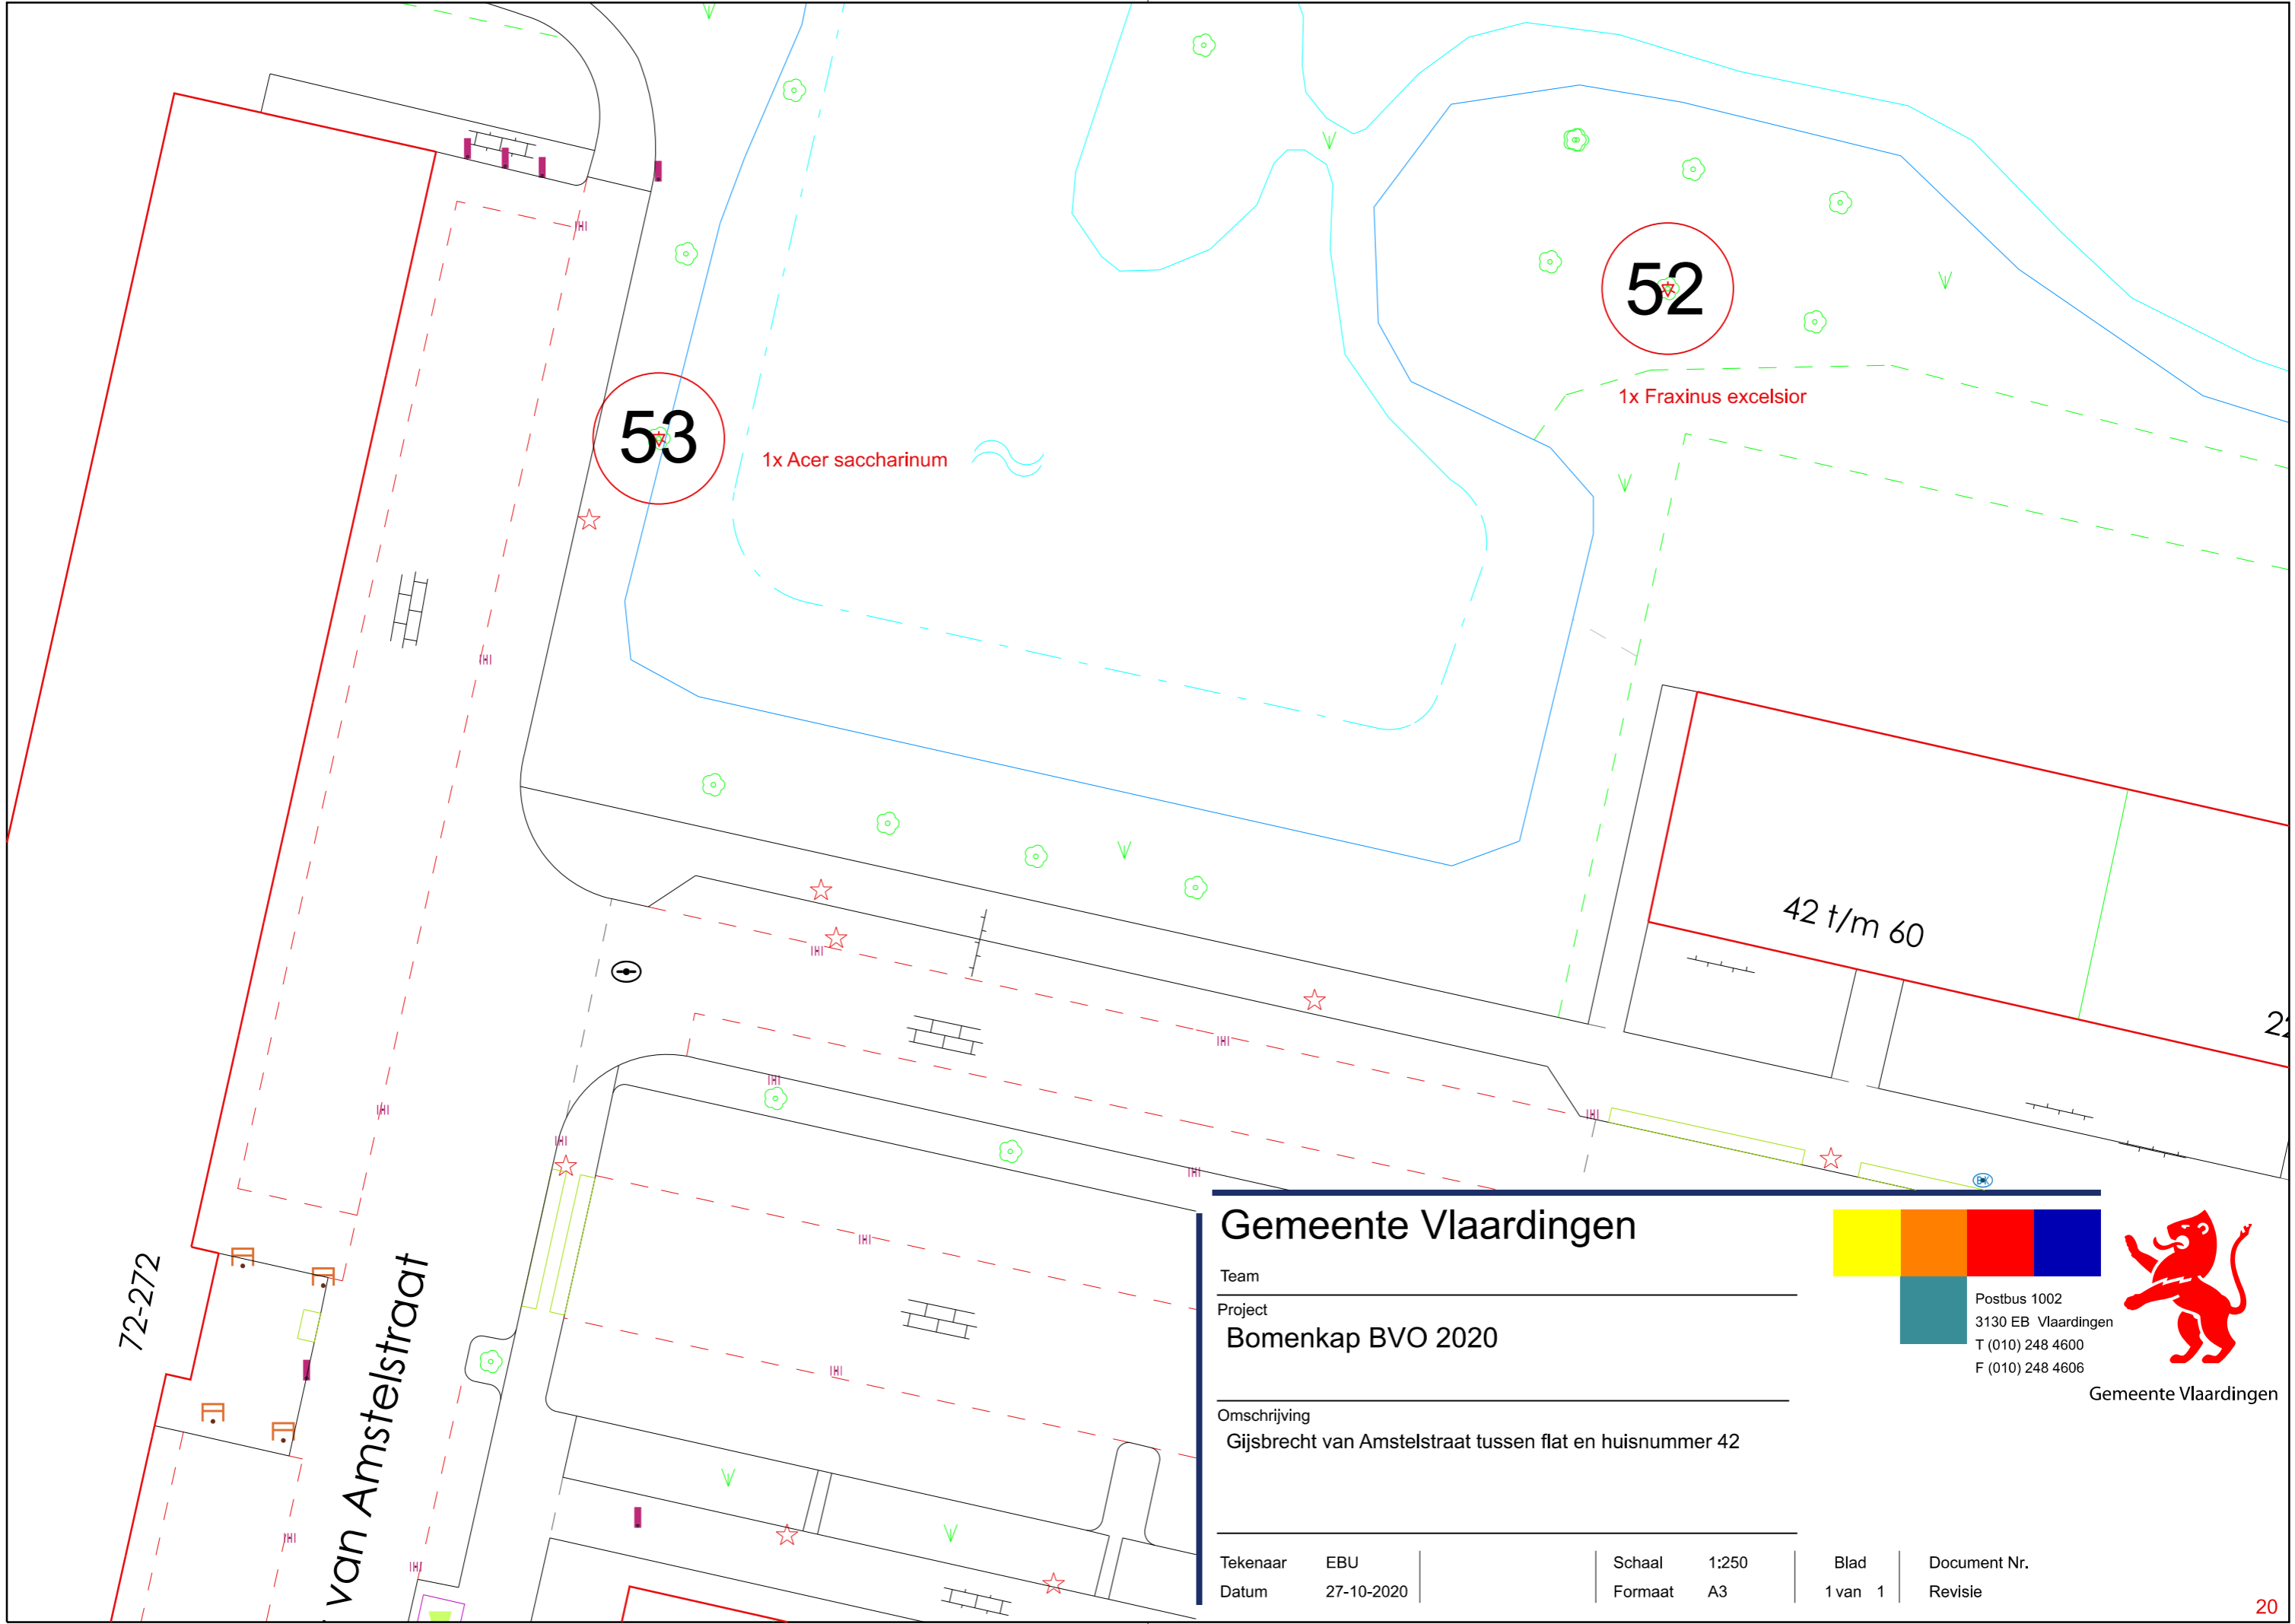 52
1x Fraxinus excelsior
53
1x Acer saccharinum
42 t/m 60
BK
72-272
van Amstelstraat
Gemeente Vlaardingen
Team
Project
Bomenkap BVO 2020
Omschrijving
Gijsbrecht van Amstelstraat tussen flat en huisnummer 42
Postbus 1002
3130 EB Vlaardingen
T (010) 248 4600
F (010) 248 4606
Gemeente Vlaardingen
Tekenaar EBU Schaal 1:250 Blad Document Nr.
Datum 27-10-2020 Formaat A3 1 van 1 Revisie
20